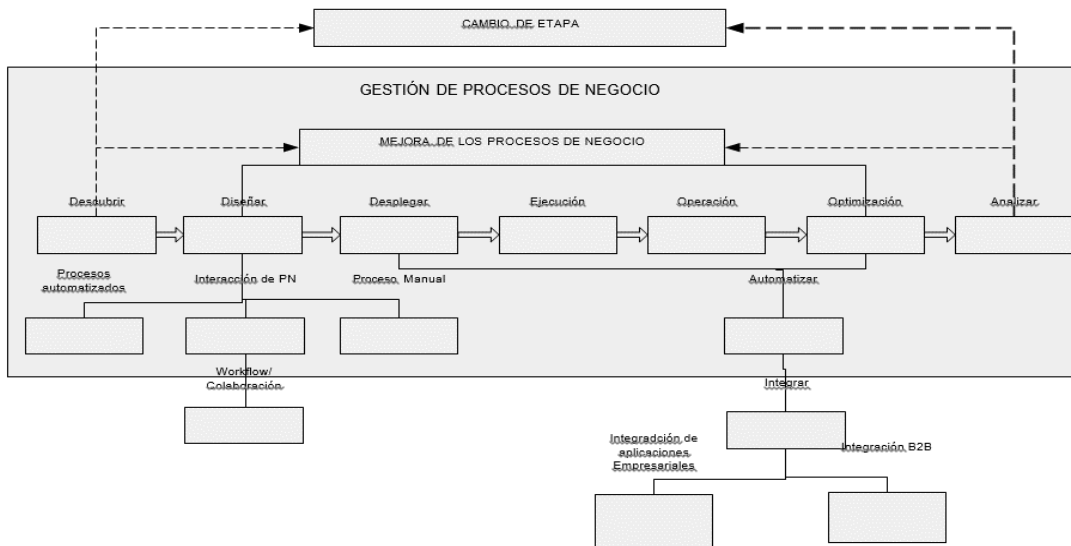 CAMBIO DE ETAPA
GESTIÓN DE PROCESOS DE NEGOCIO
MEJORA DE LOS PROCESOS DE NEGOCIO
Descubrir
Diseñar
Desplegar
Ejecución
Operación
Optimización
Analizar
Procesos
automatizados
Interacción de PN
Proceso Manual
Automatizar
Workflow/
Colaboración
Integrar
Integradción de
aplicaciones
Empresariales
Integración B2B